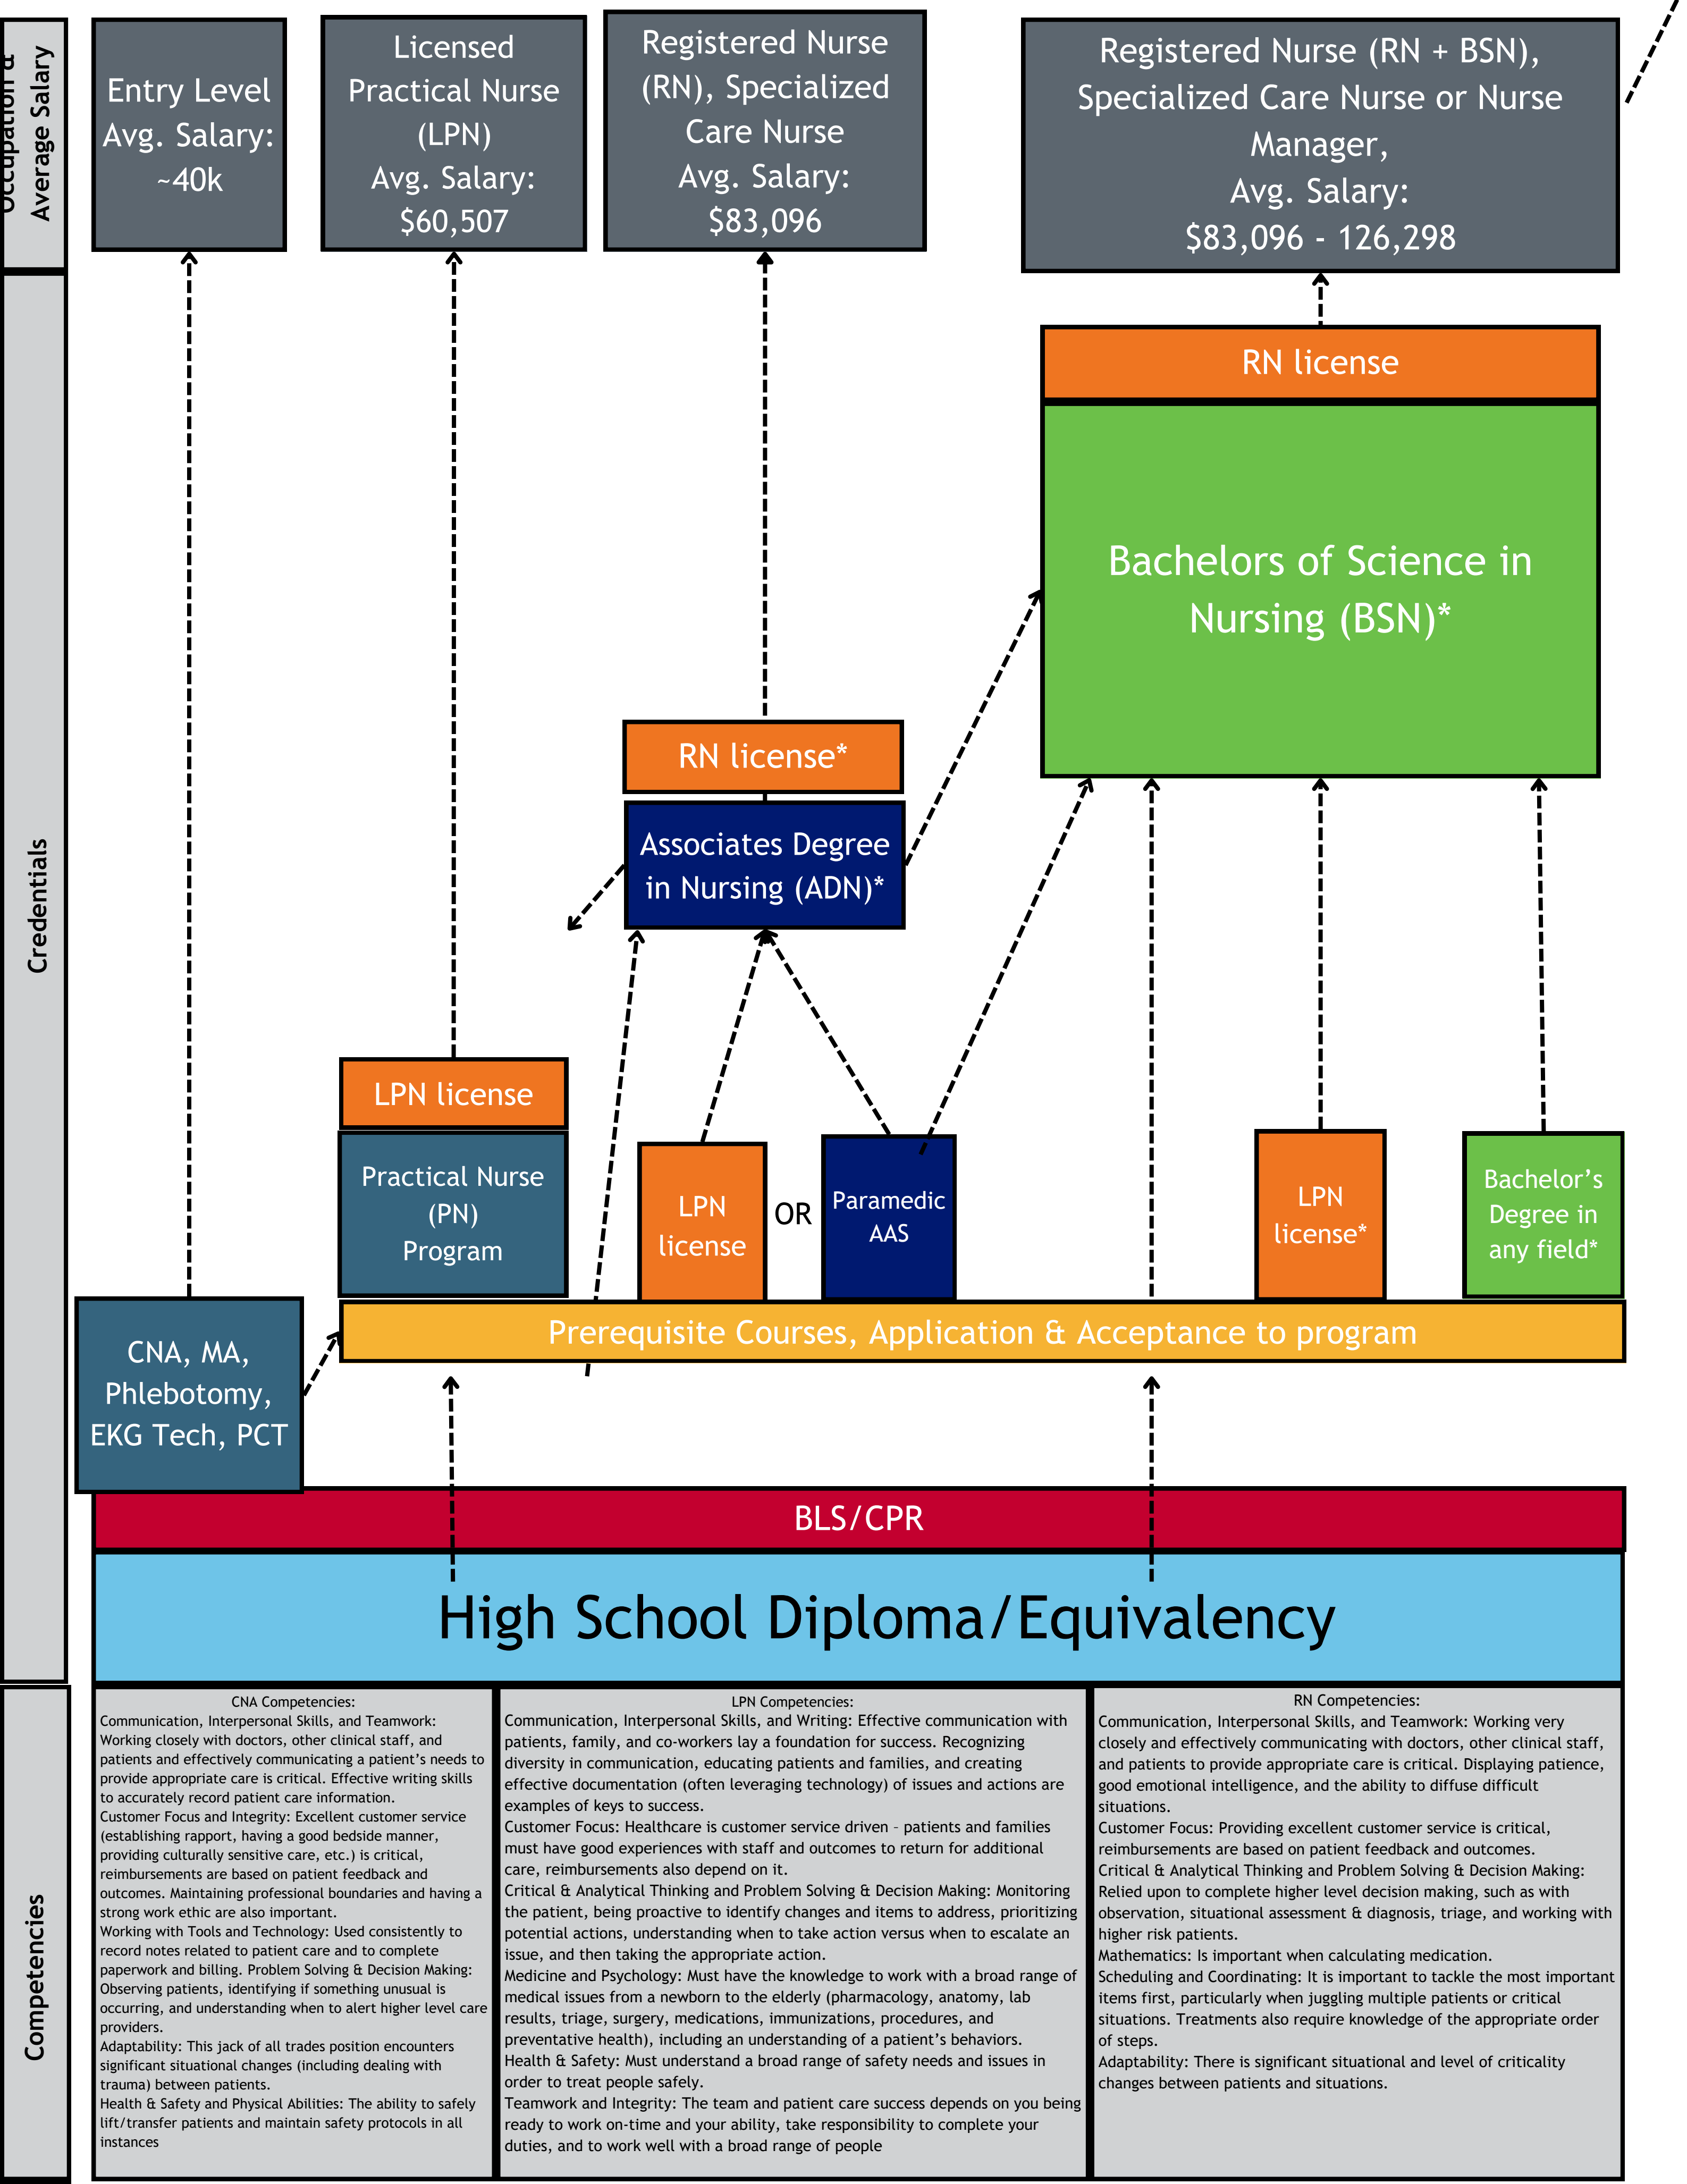 Occupation &
Average Salary
Entry Level
Avg. Salary:
~40k
Licensed
Practical Nurse
(LPN)
Avg. Salary:
$60,507
Registered Nurse
(RN), Specialized
Care Nurse
Avg. Salary:
$83,096
Registered Nurse (RN + BSN),
Specialized Care Nurse or Nurse
Manager,
Avg. Salary:
$83,096 - 126,298
Credentials
RN license
Bachelors of Science in
Nursing (BSN)*
RN license*
Associates Degree
in Nursing (ADN)*
LPN license
Practical Nurse
(PN)
Program
LPN
license
OR
Paramedic
AAS
LPN
license*
Bachelor’s
Degree in
any field*
Prerequisite Courses, Application & Acceptance to program
CNA, MA,
Phlebotomy,
EKG Tech, PCT
BLS/CPR
High School Diploma/Equivalency
Competencies
CNA Competencies:
Communication, Interpersonal Skills, and Teamwork:
Working closely with doctors, other clinical staff, and
patients and effectively communicating a patient’s needs to
provide appropriate care is critical. Effective writing skills
to accurately record patient care information.
Customer Focus and Integrity: Excellent customer service
(establishing rapport, having a good bedside manner,
providing culturally sensitive care, etc.) is critical,
reimbursements are based on patient feedback and
outcomes. Maintaining professional boundaries and having a
strong work ethic are also important.
Working with Tools and Technology: Used consistently to
record notes related to patient care and to complete
paperwork and billing. Problem Solving & Decision Making:
Observing patients, identifying if something unusual is
occurring, and understanding when to alert higher level care
providers.
Adaptability: This jack of all trades position encounters
significant situational changes (including dealing with
trauma) between patients.
Health & Safety and Physical Abilities: The ability to safely
lift/transfer patients and maintain safety protocols in all
instances
LPN Competencies:
Communication, Interpersonal Skills, and Writing: Effective communication with
patients, family, and co-workers lay a foundation for success. Recognizing
diversity in communication, educating patients and families, and creating
effective documentation (often leveraging technology) of issues and actions are
examples of keys to success.
Customer Focus: Healthcare is customer service driven - patients and families
must have good experiences with staff and outcomes to return for additional
care, reimbursements also depend on it.
Critical & Analytical Thinking and Problem Solving & Decision Making: Monitoring
the patient, being proactive to identify changes and items to address, prioritizing
potential actions, understanding when to take action versus when to escalate an
issue, and then taking the appropriate action.
Medicine and Psychology: Must have the knowledge to work with a broad range of
medical issues from a newborn to the elderly (pharmacology, anatomy, lab
results, triage, surgery, medications, immunizations, procedures, and
preventative health), including an understanding of a patient’s behaviors.
Health & Safety: Must understand a broad range of safety needs and issues in
order to treat people safely.
Teamwork and Integrity: The team and patient care success depends on you being
ready to work on-time and your ability, take responsibility to complete your
duties, and to work well with a broad range of people
RN Competencies:
Communication, Interpersonal Skills, and Teamwork: Working very
closely and effectively communicating with doctors, other clinical staff,
and patients to provide appropriate care is critical. Displaying patience,
good emotional intelligence, and the ability to diffuse difficult
situations.
Customer Focus: Providing excellent customer service is critical,
reimbursements are based on patient feedback and outcomes.
Critical & Analytical Thinking and Problem Solving & Decision Making:
Relied upon to complete higher level decision making, such as with
observation, situational assessment & diagnosis, triage, and working with
higher risk patients.
Mathematics: Is important when calculating medication.
Scheduling and Coordinating: It is important to tackle the most important
items first, particularly when juggling multiple patients or critical
situations. Treatments also require knowledge of the appropriate order
of steps.
Adaptability: There is significant situational and level of criticality
changes between patients and situations.